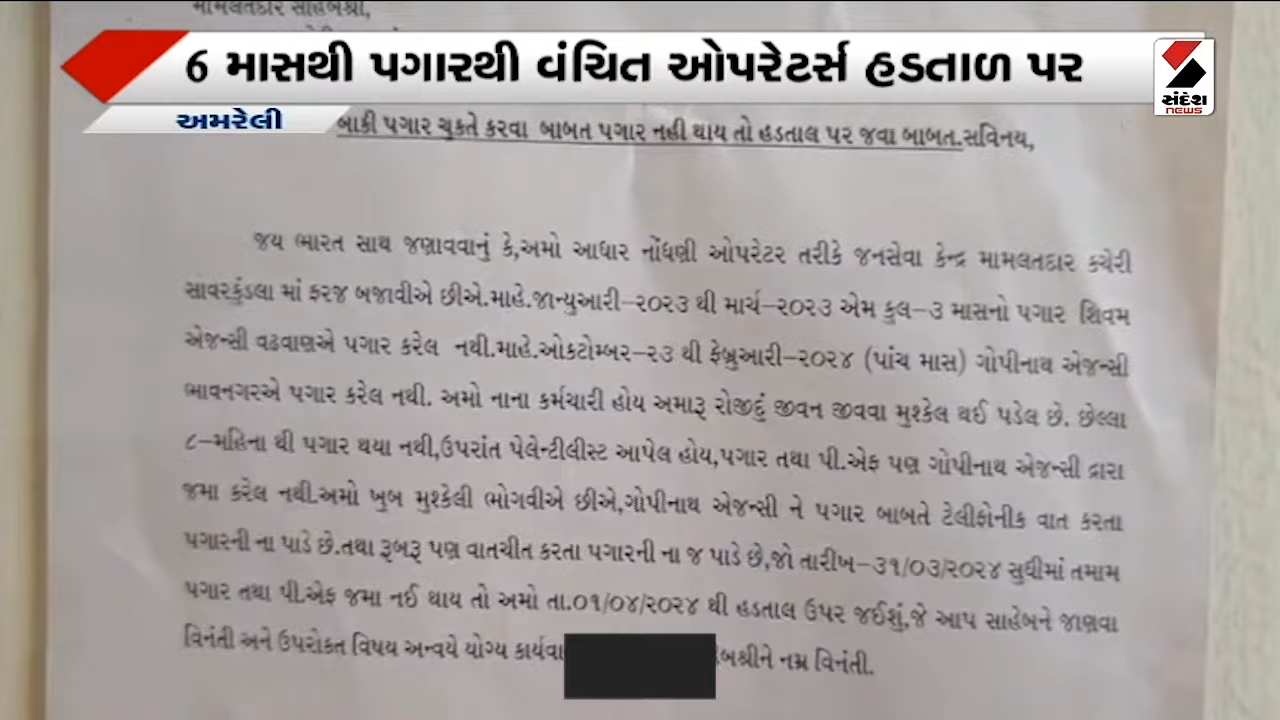 મામલતદાર સાહેબશ્રી,
6 માસથી પગારથી વંચિત ઓપરેટર્સ હડતાળ પર
સંદેશ
NEWS
અમરેલી
બાકી પગાર ચુકતે કરવા બાબત પગાર નહી થાય તો હડતાલ પર જવા બાબત.સવિનય,
જય ભારત સાથ જણાવવાનું કે,અમો આધાર નોંધણી ઓપરેટર તરીકે જનસેવા કેન્દ્ર મામલતદાર કચેરી
સાવરકુંડલા માં ફરજ બજાવીએ છીએ.માહે.જાન્યુઆરી-૨૦૨૩ થી માર્ચ-૨૦૨૩ એમ કુલ-૩ માસનો પગાર શિવમ
એજન્સી વઢવાણએ પગાર કરેલ નથી.માહે.ઓકટોમ્બર-૨૩ થી ફેબ્રુઆરી-૨૦૨૪ (પાંચ માસ) ગોપીનાથ એજન્સી
ભાવનગરએ પગાર કરેલ નથી. અમો નાના કર્મચારી હોય અમારૂ રોજીદું જીવન જીવવા મુશ્કેલ થઈ પડેલ છે. છેલ્લા
૮-મહિના થી પગાર થયા નથી,ઉપરાંત પેલેન્ટીલીસ્ટ આપેલ હોય,પગાર તથા પી.એફ પણ ગોપીનાથ એજન્સી દ્રારા
જમા કરેલ નથી.અમો ખુબ મુશ્કેલી ભોગવીએ છીએ,ગોપીનાથ એજન્સી ને પગાર બાબતે ટેલીફોનીક વાત કરતા
પગારની ના પાડે છે.તથા રૂબરૂ પણ વાતચીત કરતા પગારની ના જ પાડે છે,જો તારીખ-૩૧/૦૩/૨૦૨૪ સુધીમાં તમામ
પગાર તથા પી.એફ જમા નઈ થાય તો અમો તા.૦૧/૦૪/૨૦૨૪ થી હડતાલ ઉપર જઈશું,જે આપ સાહેબને જાણવા
વિનંતી અને ઉપરોકત વિષય અન્વયે યોગ્ય કાર્યવા બશ્રીને નમ્ર વિનંતી.